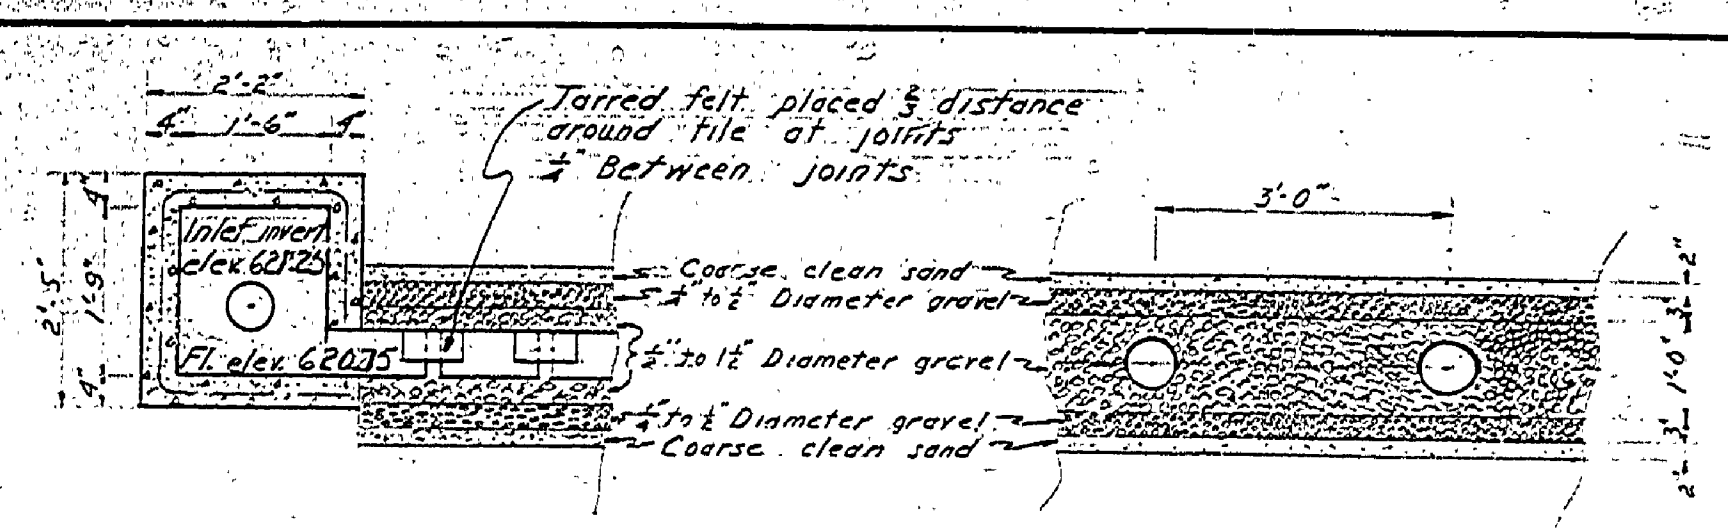 2'-2"
4" 1'-6" 4"
Tarred felt placed 2/3 distance
around tile at joints
1/4" Between joints
3'-0"
4"
2'-5"
1'-9"
4"
Inlet invert
elev. 621.25
Fl. elev. 620.75
Coarse clean sand
1/4" to 1/2" Diameter gravel
1/2" to 1 1/2" Diameter gravel
1/4" to 1/2" Diameter gravel
Coarse clean sand
2"
3"
1'-0"
3"
2"